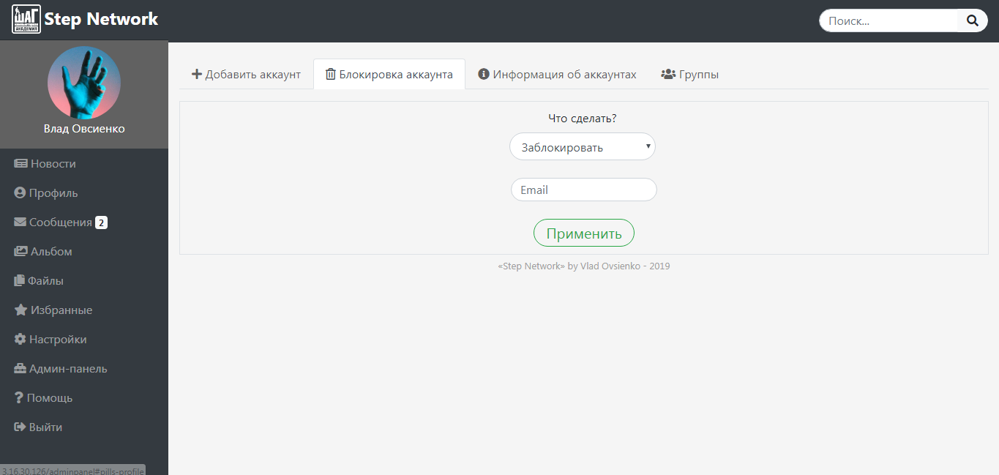 ШАГ
КОМПЬЮТЕРНАЯ
АКАДЕМИЯ
Step Network
Поиск...
Влад Овсиенко
Новости
Профиль
Сообщения 2
Альбом
Файлы
Избранные
Настройки
Админ-панель
Помощь
Выйти
Добавить аккаунт
Блокировка аккаунта
Информация об аккаунтах
Группы
Что сделать?
Заблокировать
Email
Применить
«Step Network» by Vlad Ovsienko - 2019
3.16.30.126/adminpanel#pills-profile